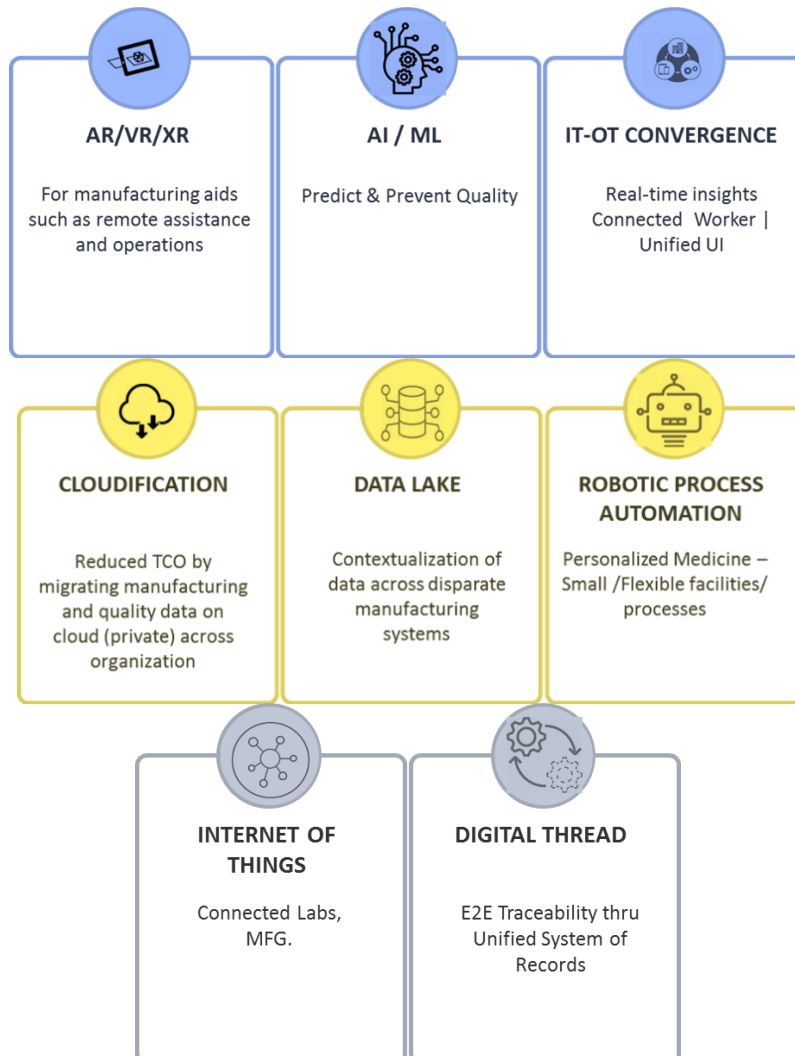 AR/VR/XR
For manufacturing aids
such as remote assistance
and operations
AI / ML
Predict & Prevent Quality
IT-OT CONVERGENCE
Real-time insights
Connected Worker |
Unified UI
CLOUDIFICATION
Reduced TCO by
migrating manufacturing
and quality data on
cloud (private) across
organization
DATA LAKE
Contextualization of
data across disparate
manufacturing
systems
ROBOTIC PROCESS
AUTOMATION
Personalized Medicine –
Small /Flexible facilities/
processes
INTERNET OF
THINGS
Connected Labs,
MFG.
DIGITAL THREAD
E2E Traceability thru
Unified System of
Records